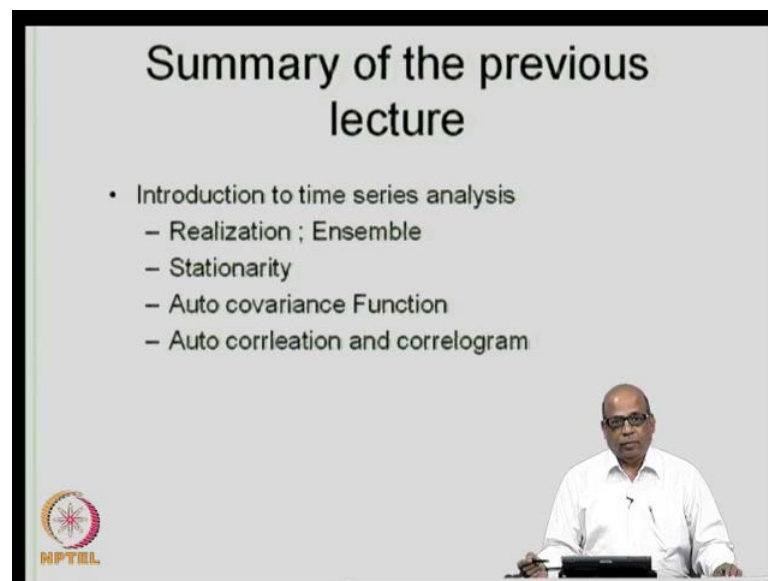 Summary of the previous
lecture
• Introduction to time series analysis
– Realization ; Ensemble
– Stationarity
– Auto covariance Function
– Auto corrleation and correlogram
NPTEL